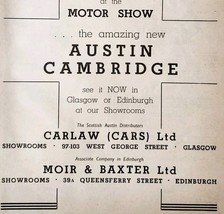 at the
MOTOR SHOW
... the amazing new
AUSTIN
CAMBRIDGE
see it NOW in
Glasgow or Edinburgh
at our Showrooms
The Scottish Austin Distributors
CARLAW (CARS) Ltd
SHOWROOMS · 97-103 WEST GEORGE STREET · GLASGOW
Associate Company in Edinburgh
MOIR & BAXTER Ltd
SHOWROOMS · 39A QUEENSFERRY STREET · EDINBURGH